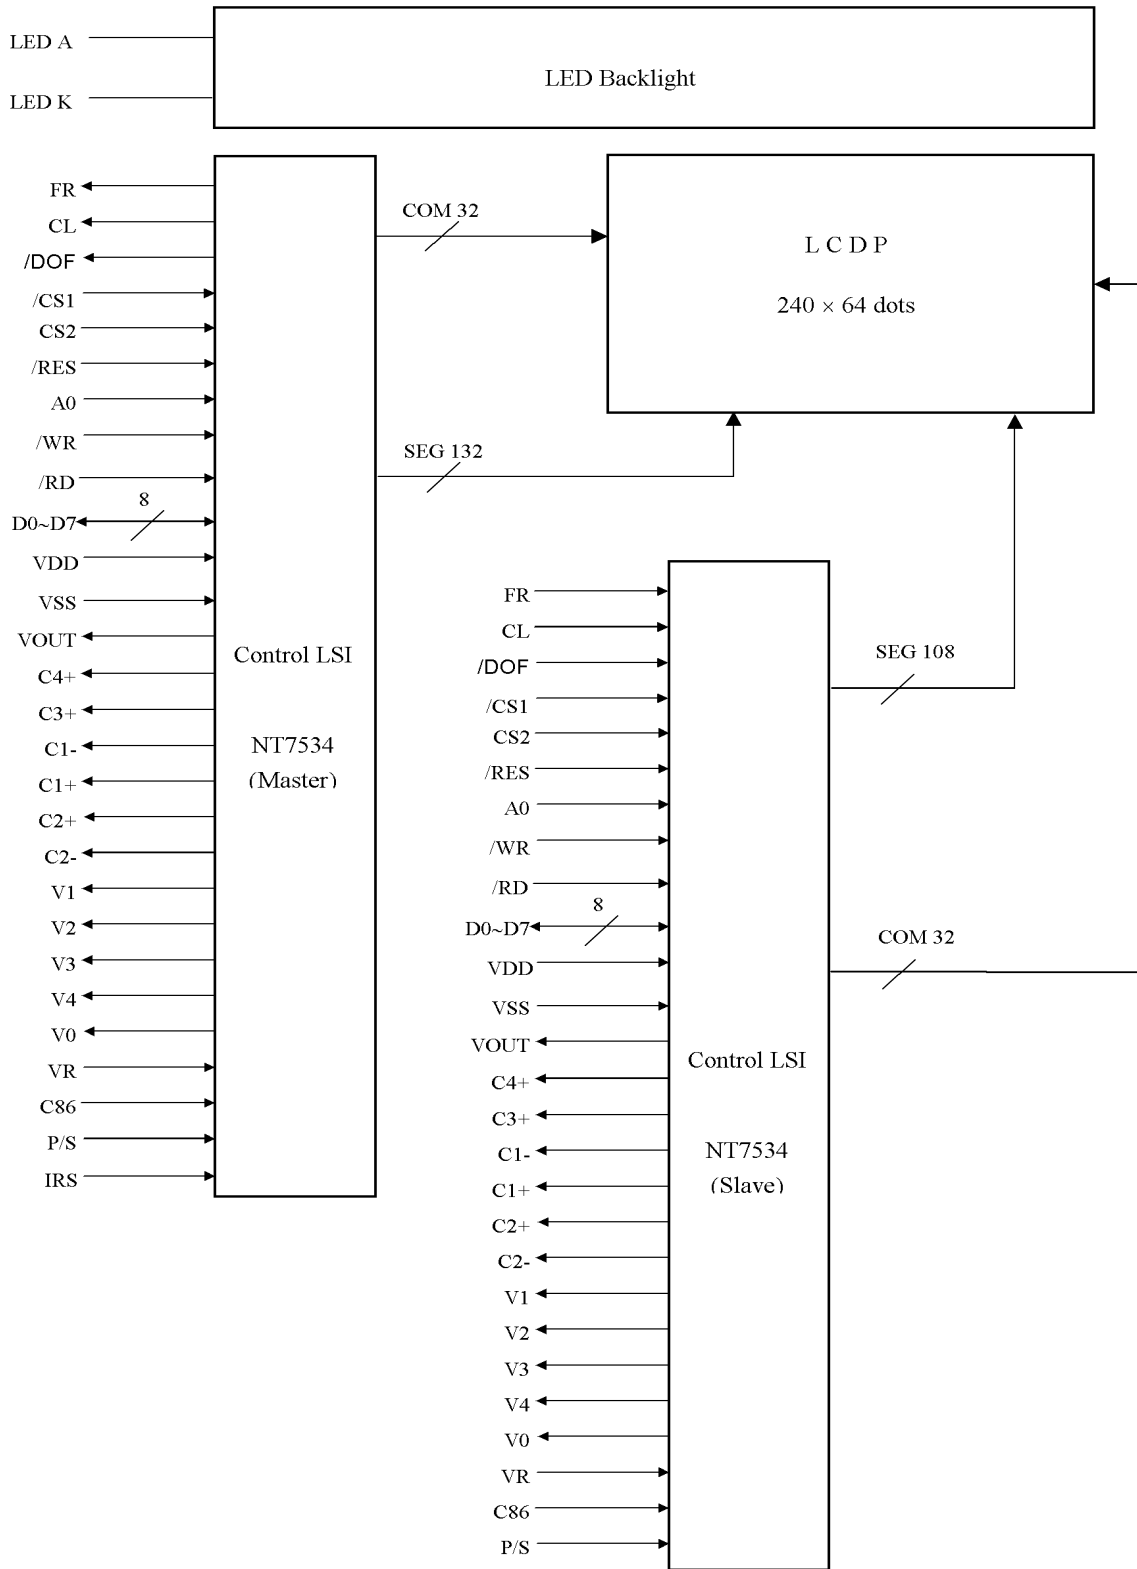 LED A
LED K
LED Backlight
FR
CL
/DOF
/CS1
CS2
/RES
A0
/WR
/RD
8
D0~D7
VDD
VSS
VOUT
C4+
C3+
C1-
C1+
C2+
C2-
V1
V2
V3
V4
V0
VR
C86
P/S
IRS
Control LSI
NT7534
(Master)
COM 32
SEG 132
L C D P
240 × 64 dots
FR
CL
/DOF
/CS1
CS2
/RES
A0
/WR
/RD
8
D0~D7
VDD
VSS
VOUT
C4+
C3+
C1-
C1+
C2+
C2-
V1
V2
V3
V4
V0
VR
C86
P/S
Control LSI
NT7534
(Slave)
SEG 108
COM 32